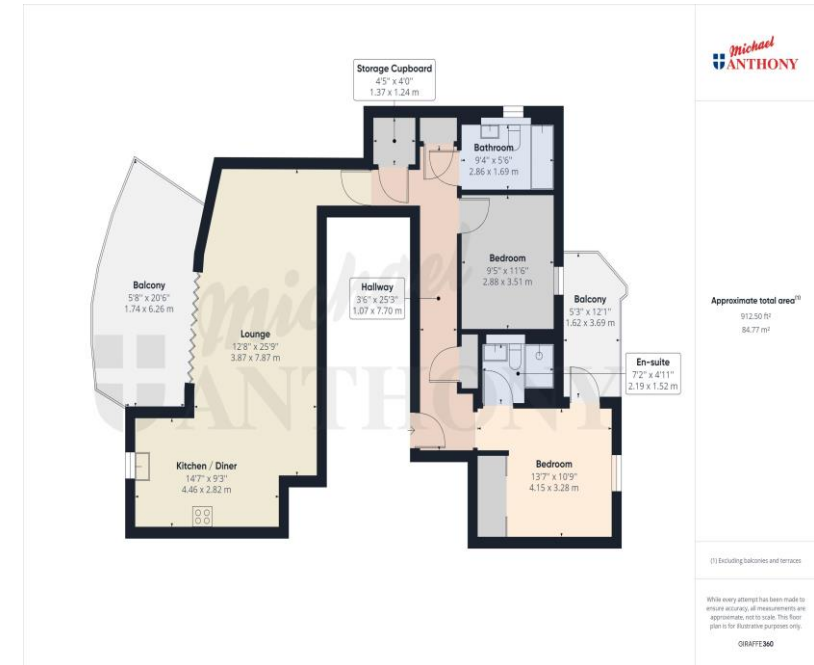 Michael
ANTHONY
Storage Cupboard
4'5" x 4'0"
1.37 x 1.24 m
Bathroom
9'4" x 5'6"
2.86 x 1.69 m
Bedroom
9'5" x 11'6"
2.88 x 3.51 m
Balcony
5'8" x 20'6"
1.74 x 6.26 m
Hallway
3'6" x 25'3"
1.07 x 7.70 m
Balcony
5'3" x 12'1"
1.62 x 3.69 m
Lounge
12'8" x 25'9"
3.87 x 7.87 m
En-suite
7'2" x 4'11"
2.19 x 1.52 m
Kitchen / Diner
14'7" x 9'3"
4.46 x 2.82 m
Bedroom
13'7" x 10'9"
4.15 x 3.28 m
Michael
ANTHONY
Approximate total area(1)
912.50 ft²
84.77 m²
(1) Excluding balconies and terraces
While every attempt has been made to
ensure accuracy, all measurements are
approximate, not to scale. This floor
plan is for illustrative purposes only.
GIRAFFE360